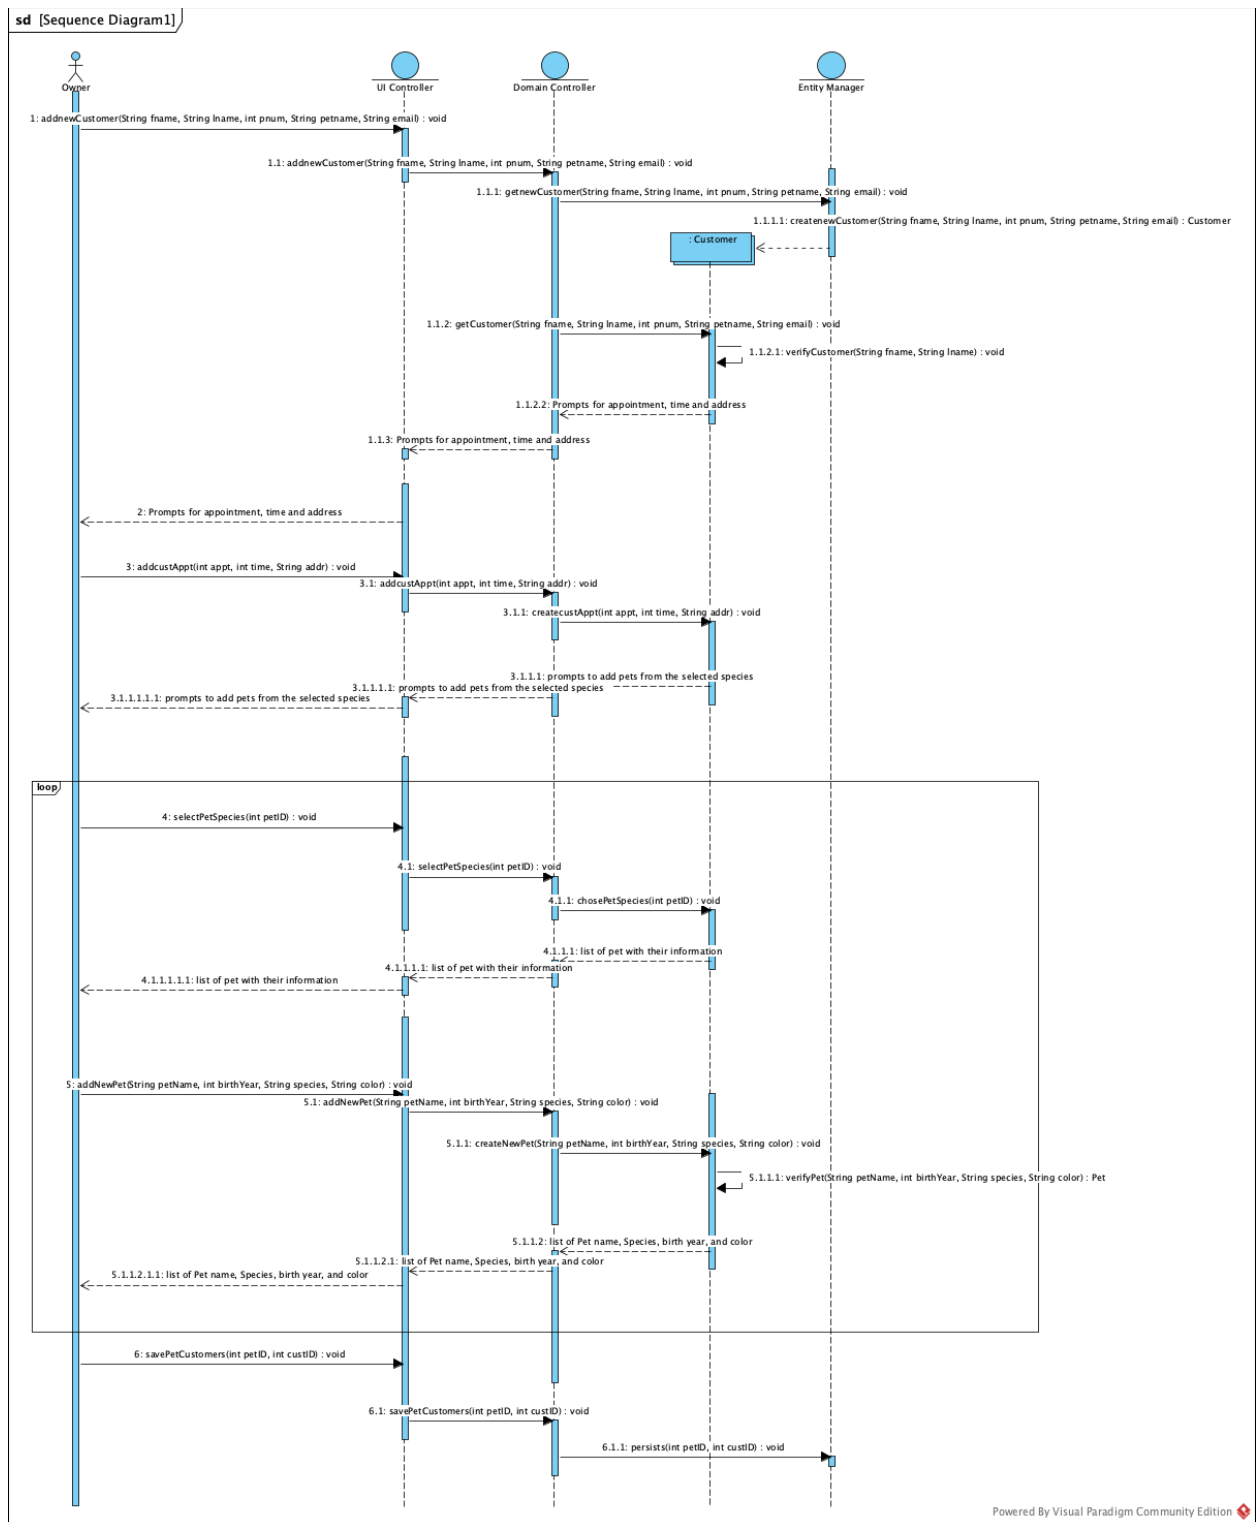 sd [Sequence Diagram1]
Owner
UI Controller
Domain Controller
Entity Manager
1: addnewCustomer(String fname, String lname, int pnum, String petname, String email) : void
1.1: addnewCustomer(String fname, String lname, int pnum, String petname, String email) : void
1.1.1: getnewCustomer(String fname, String lname, int pnum, String petname, String email) : void
1.1.1.1: createnewCustomer(String fname, String lname, int pnum, String petname, String email) : Customer
: Customer
1.1.2: getCustomer(String fname, String lname, int pnum, String petname, String email) : void
1.1.2.1: verifyCustomer(String fname, String lname) : void
1.1.2.2: Prompts for appointment, time and address
1.1.3: Prompts for appointment, time and address
2: Prompts for appointment, time and address
3: addcustAppt(int appt, int time, String addr) : void
3.1: addcustAppt(int appt, int time, String addr) : void
3.1.1: createcustAppt(int appt, int time, String addr) : void
3.1.1.1: prompts to add pets from the selected species
3.1.1.1.1: prompts to add pets from the selected species
3.1.1.1.1.1: prompts to add pets from the selected species
loop
4: selectPetSpecies(int petID) : void
4.1: selectPetSpecies(int petID) : void
4.1.1: chosePetSpecies(int petID) : void
4.1.1.1: list of pet with their information
4.1.1.1.1: list of pet with their information
4.1.1.1.1.1: list of pet with their information
5: addNewPet(String petName, int birthYear, String species, String color) : void
5.1: addNewPet(String petName, int birthYear, String species, String color) : void
5.1.1: createNewPet(String petName, int birthYear, String species, String color) : void
5.1.1.1: verifyPet(String petName, int birthYear, String species, String color) : Pet
5.1.1.2: list of Pet name, Species, birth year, and color
5.1.1.2.1: list of Pet name, Species, birth year, and color
5.1.1.2.1.1: list of Pet name, Species, birth year, and color
6: savePetCustomers(int petID, int custID) : void
6.1: savePetCustomers(int petID, int custID) : void
6.1.1: persists(int petID, int custID) : void
Powered By Visual Paradigm Community Edition